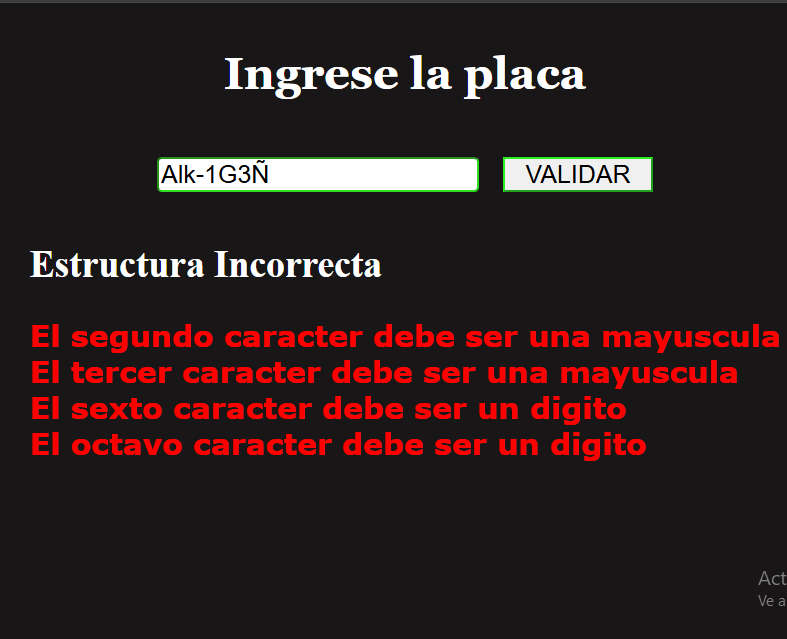 Ingrese la placa
Alk-1G3Ñ VALIDAR
Estructura Incorrecta
El segundo caracter debe ser una mayuscula
El tercer caracter debe ser una mayuscula
El sexto caracter debe ser un digito
El octavo caracter debe ser un digito
Act
Ve a